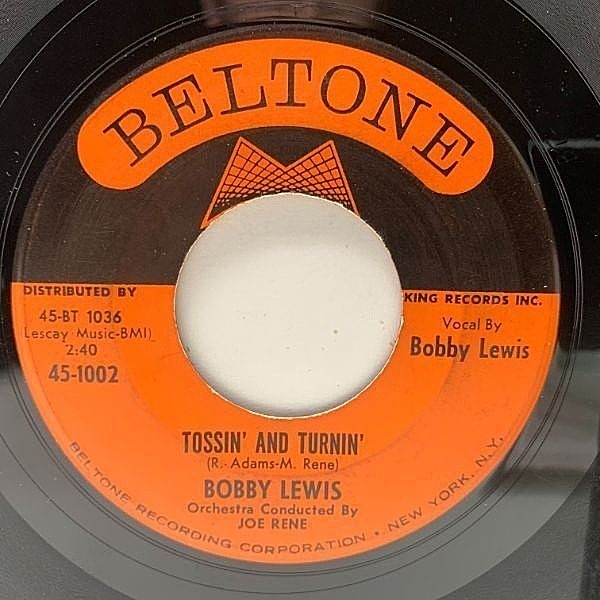 BELTONE
DISTRIBUTED BY KING RECORDS INC.
45-BT 1036
Lescay Music-BMI)
2:40
45-1002
Vocal By
Bobby Lewis
TOSSIN' AND TURNIN'
(R. Adams-M. Rene)
BOBBY LEWIS
Orchestra Conducted By
JOE RENE
BELTONE RECORDING CORPORATION • NEW YORK, N.Y.